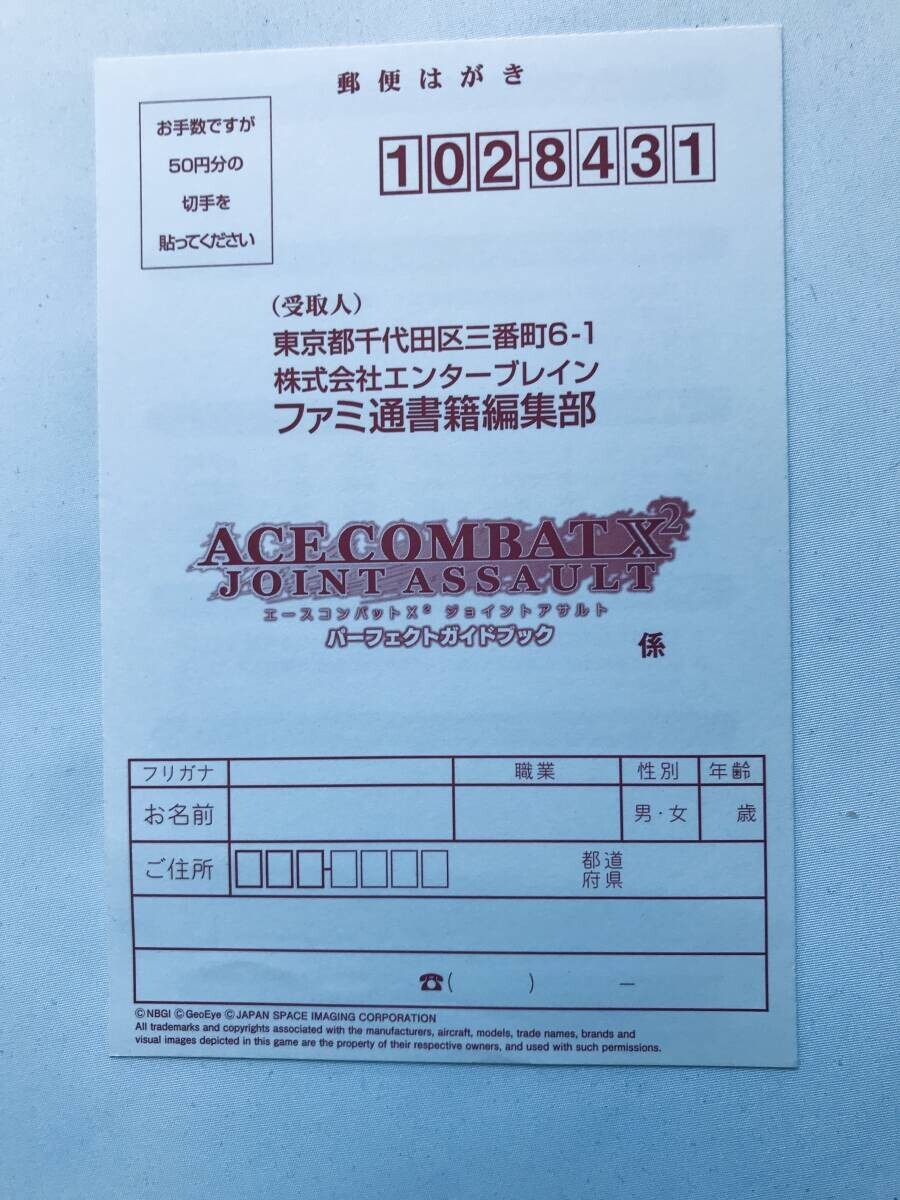 郵便はがき
お手数ですが
50円分の
切手を
貼ってください
102-8431
（受取人）
東京都千代田区三番町6-1
株式会社エンターブレイン
ファミ通書籍編集部
ACE COMBAT X2
JOINT ASSAULT
エースコンバットX² ジョイントアサルト
パーフェクトガイドブック
係
フリガナ 職業 性別 年齢
お名前 男・女 歳
ご住所 - 都道
府県
☎( ) ー
©NBGI ©GeoEye ©JAPAN SPACE IMAGING CORPORATION
All trademarks and copyrights associated with the manufacturers, aircraft, models, trade names, brands and
visual images depicted in this game are the property of their respective owners, and used with such permissions.